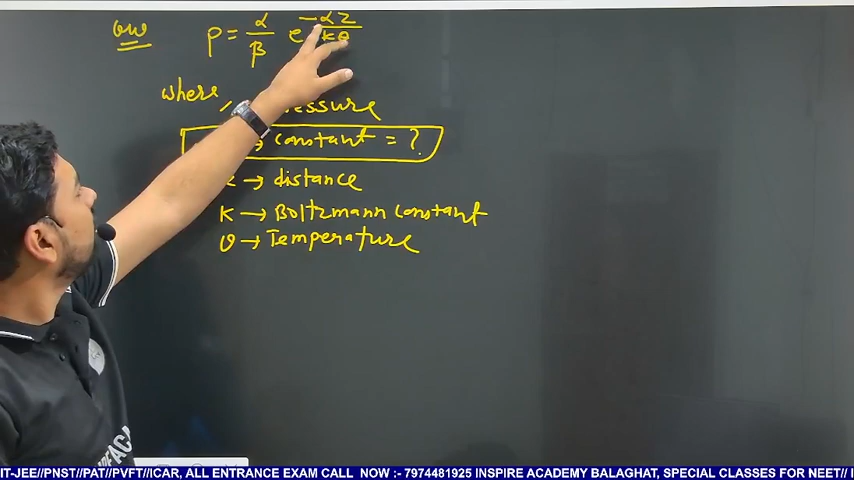 HW P = α/β e^-αZ/Kθ
where
Pressure
constant = ?
Z → distance
K → Boltzmann Constant
θ → Temperature
IT-JEE//PNST//PAT//PVFT//ICAR, ALL ENTRANCE EXAM CALL NOW :- 7974481925 INSPIRE ACADEMY BALAGHAT, SPECIAL CLASSES FOR NEET// I